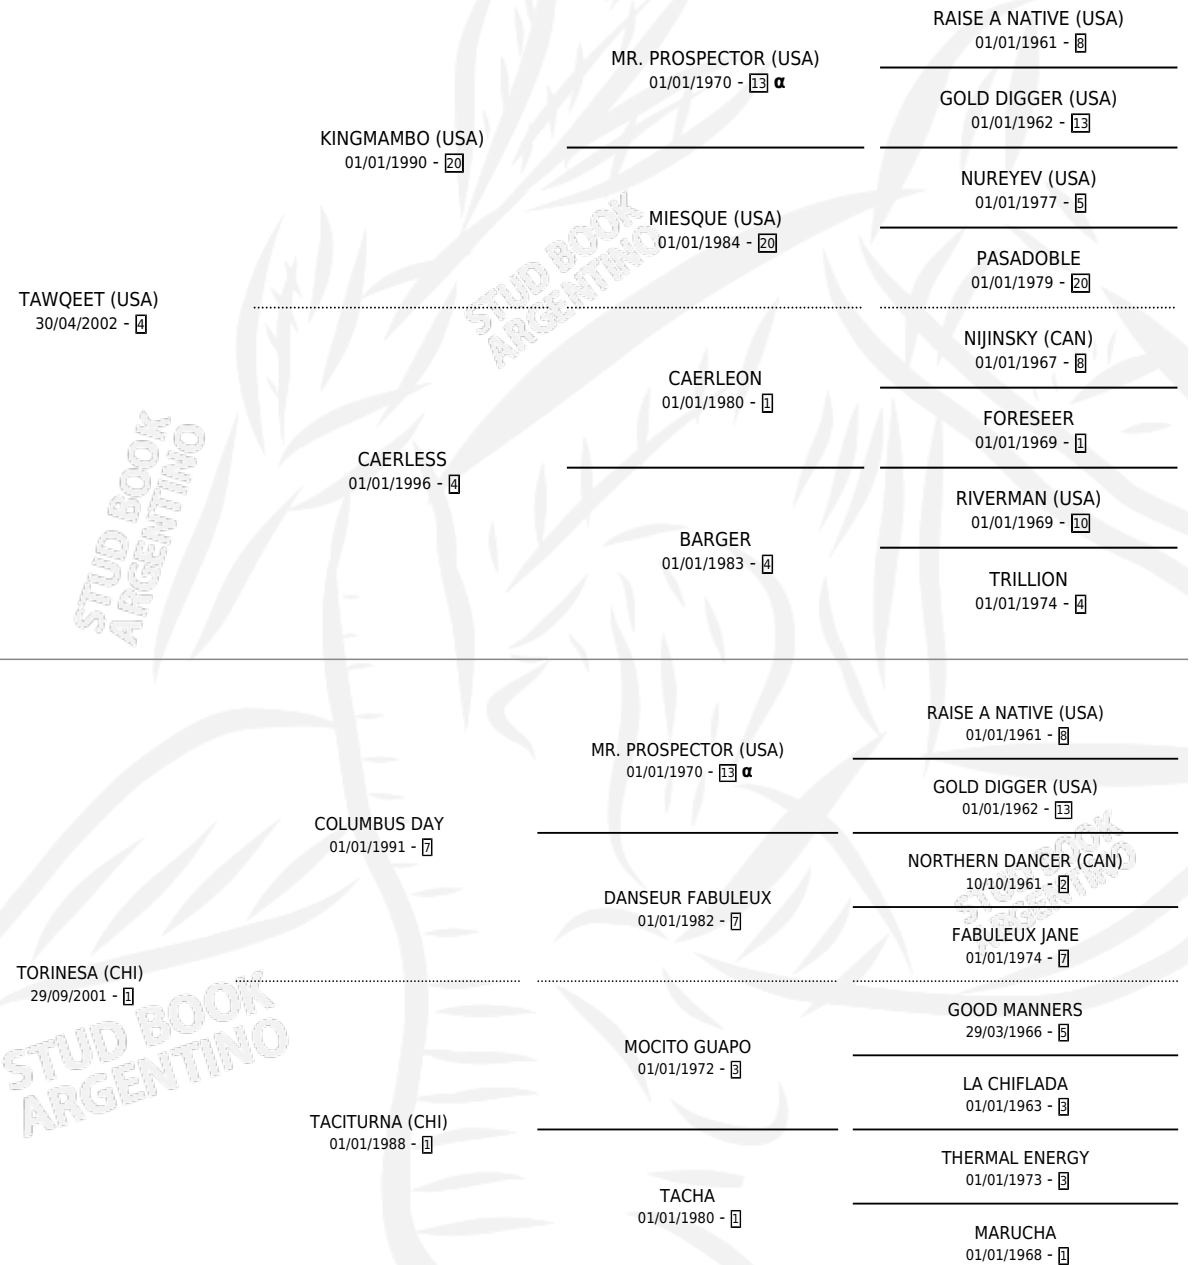 RAISE A NATIVE (USA)
01/01/1961 - 8
MR. PROSPECTOR (USA)
01/01/1970 - 13 α
GOLD DIGGER (USA)
01/01/1962 - 13
KINGMAMBO (USA)
01/01/1990 - 20
NUREYEV (USA)
01/01/1977 - 5
MIESQUE (USA)
01/01/1984 - 20
PASADOBLE
01/01/1979 - 20
TAWQEET (USA)
30/04/2002 - 4
NIJINSKY (CAN)
01/01/1967 - 8
CAERLEON
01/01/1980 - 1
FORESEER
01/01/1969 - 1
CAERLESS
01/01/1996 - 4
RIVERMAN (USA)
01/01/1969 - 10
BARGER
01/01/1983 - 4
TRILLION
01/01/1974 - 4
STUD BOOK
ARGENTINO
STUD BOOK
ARGENTINO
RAISE A NATIVE (USA)
01/01/1961 - 8
MR. PROSPECTOR (USA)
01/01/1970 - 13 α
GOLD DIGGER (USA)
01/01/1962 - 13
COLUMBUS DAY
01/01/1991 - 7
NORTHERN DANCER (CAN)
10/10/1961 - 2
DANSEUR FABULEUX
01/01/1982 - 7
FABULEUX JANE
01/01/1974 - 7
TORINESA (CHI)
29/09/2001 - 1
GOOD MANNERS
29/03/1966 - 5
MOCITO GUAPO
01/01/1972 - 3
LA CHIFLADA
01/01/1963 - 3
TACITURNA (CHI)
01/01/1988 - 1
THERMAL ENERGY
01/01/1973 - 3
TACHA
01/01/1980 - 1
MARUCHA
01/01/1968 - 1
STUD BOOK
ARGENTINO
STUD BOOK
ARGENTINO